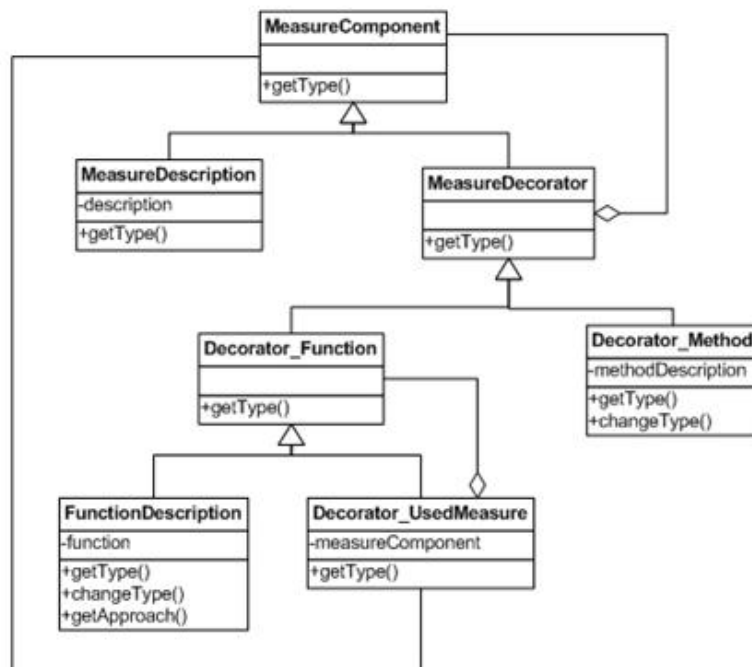 MeasureComponent
+getType()
MeasureDescription
-description
+getType()
MeasureDecorator
+getType()
Decorator_Function
+getType()
Decorator_Method
-methodDescription
+getType()
+changeType()
FunctionDescription
-function
+getType()
+changeType()
+getApproach()
Decorator_UsedMeasure
-measureComponent
+getType()